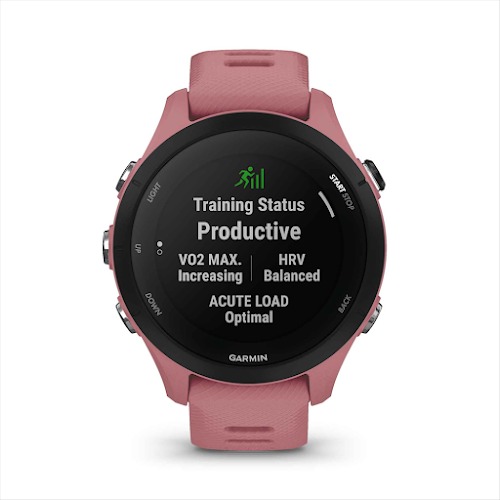 Training Status
Productive
VO2 MAX.
Increasing
HRV
Balanced
ACUTE LOAD
Optimal
GARMIN
LIGHT
UP
DOWN
START STOP
BACK